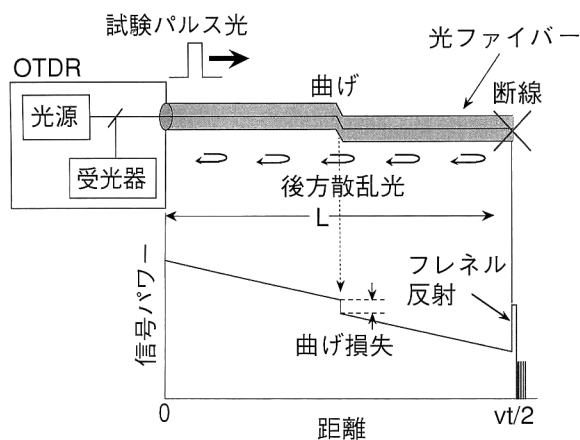 試験パルス光
光ファイバー
OTDR
曲げ
断線
光源
受光器
後方散乱光
L
信号パワー
フレネル
反射
曲げ損失
0
距離
vt/2